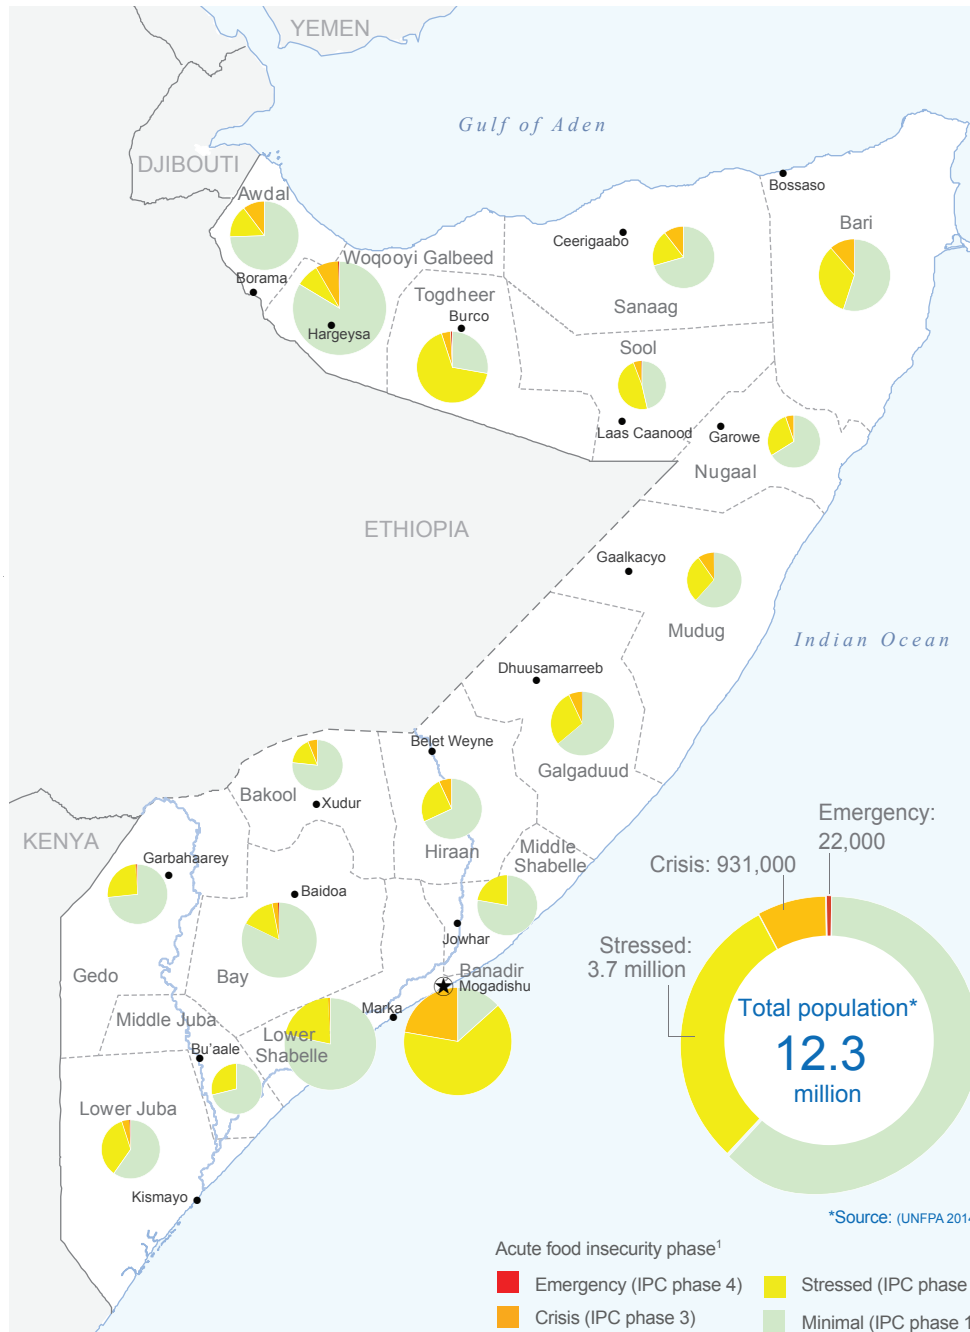 YEMEN
Gulf of Aden
DJIBOUTI
Awdal
Bossaso
Bari
Ceerigaabo
Woqooyi Galbeed
Borama
Togdheer
Burco
Sanaag
Hargeysa
Sool
Laas Caanood
Garowe
Nugaal
ETHIOPIA
Gaalkacyo
Mudug
Indian Ocean
Dhuusamarreeb
Belet Weyne
Galgaduud
Bakool
Xudur
KENYA
Hiraan
Middle
Shabelle
Garbahaarey
Baidoa
Jowhar
Gedo
Bay
Banadir
Mogadishu
Marka
Middle Juba
Lower
Shabelle
Bu'aale
Lower Juba
Kismayo
Emergency:
22,000
Crisis: 931,000
Stressed:
3.7 million
Total population*
12.3
million
*Source: (UNFPA 2014
Acute food insecurity phase¹
Emergency (IPC phase 4)
Stressed (IPC phase
Crisis (IPC phase 3)
Minimal (IPC phase 1